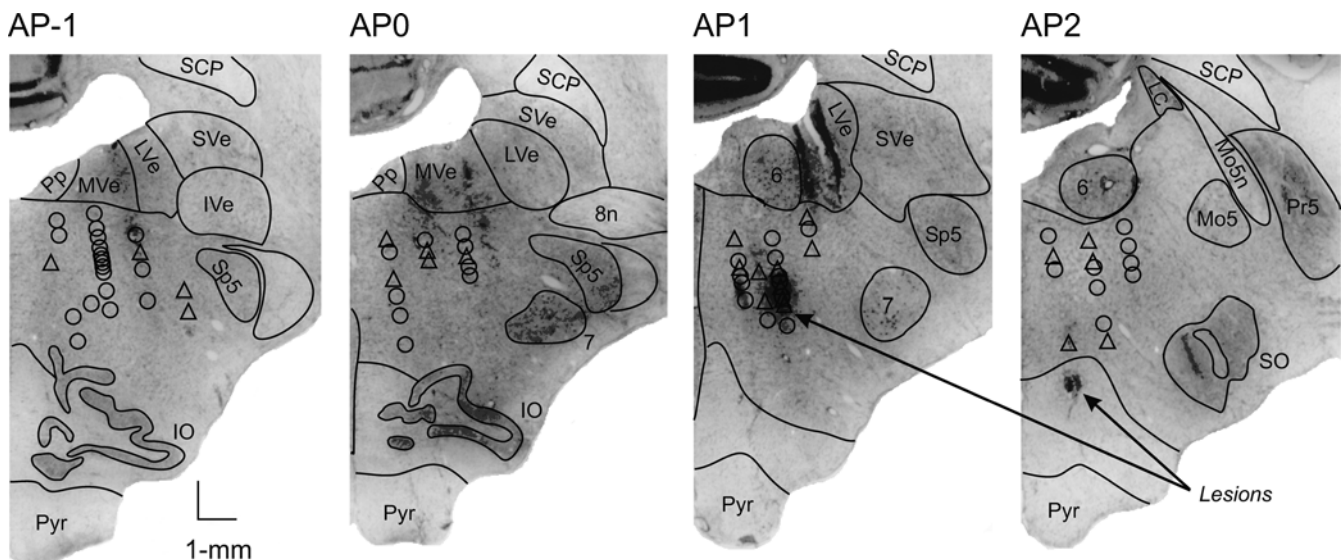 AP-1
AP0
AP1
AP2
SCP
SVe
LVe
Pp
MVe
IVe
Sp5
IO
Pyr
1-mm
SCP
SVe
LVe
Pp
MVe
8n
Sp5
7
IO
Pyr
SCP
LVe
SVe
6
Sp5
7
Pyr
SCP
LC
Mo5n
6
Mo5
Pr5
SO
Lesions
Pyr